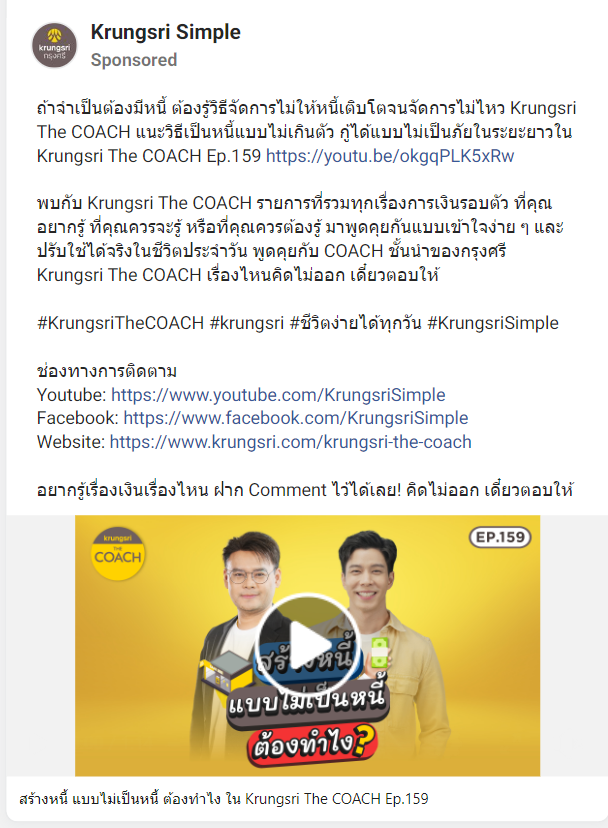 Krungsri Simple
krungsri
กรุงศรี
Sponsored
ถ้าจำเป็นต้องมีหนี้ ต้องรู้วิธีจัดการไม่ให้หนี้เติบโตจนจัดการไม่ไหว Krungsri
The COACH แนะวิธีเป็นหนี้แบบไม่เกินตัว กู้ได้แบบไม่เป็นภัยในระยะยาวใน
Krungsri The COACH Ep.159 https://youtu.be/okgqPLK5xRw
พบกับ Krungsri The COACH รายการที่รวมทุกเรื่องการเงินรอบตัว ที่คุณ
อยากรู้ ที่คุณควรจะรู้ หรือที่คุณควรต้องรู้ มาพูดคุยกันแบบเข้าใจง่าย ๆ และ
ปรับใช้ได้จริงในชีวิตประจำวัน พูดคุยกับ COACH ชั้นนำของกรุงศรี
Krungsri The COACH เรื่องไหนคิดไม่ออก เดี๋ยวตอบให้
#KrungsriTheCOACH #krungsri #ชีวิตง่ายได้ทุกวัน #KrungsriSimple
ช่องทางการติดตาม
Youtube: https://www.youtube.com/KrungsriSimple
Facebook: https://www.facebook.com/KrungsriSimple
Website: https://www.krungsri.com/krungsri-the-coach
อยากรู้เรื่องเงินเรื่องไหน ฝาก Comment ไว้ได้เลย! คิดไม่ออก เดี๋ยวตอบให้
krungsri
THE
COACH
EP.159
สร้างหนี้
แบบไม่เป็นหนี้
ต้องทำไง?
สร้างหนี้ แบบไม่เป็นหนี้ ต้องทำไง ใน Krungsri The COACH Ep.159